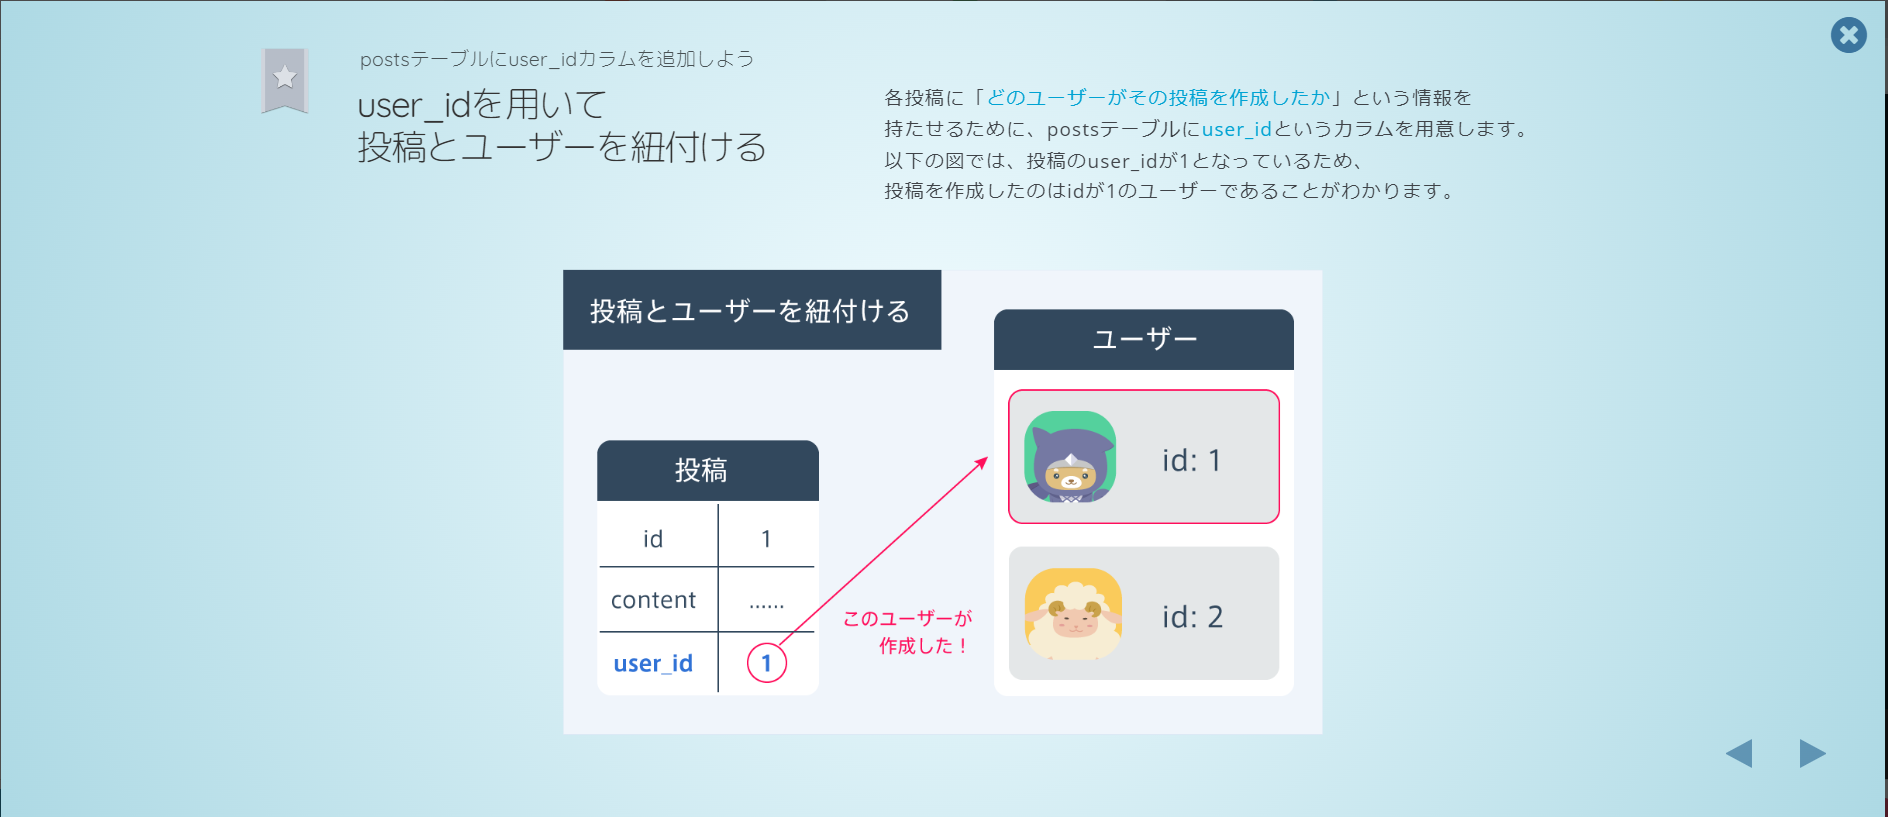 postsテーブルにuser_idカラムを追加しよう
user_idを用いて
投稿とユーザーを紐付ける
各投稿に「どのユーザーがその投稿を作成したか」という情報を
持たせるために、postsテーブルにuser_idというカラムを用意します。
以下の図では、投稿のuser_idが1となっているため、
投稿を作成したのはidが1のユーザーであることがわかります。
投稿とユーザーを紐付ける
投稿
id 1
content ......
user_id 1
このユーザーが
作成した！
ユーザー
id: 1
id: 2